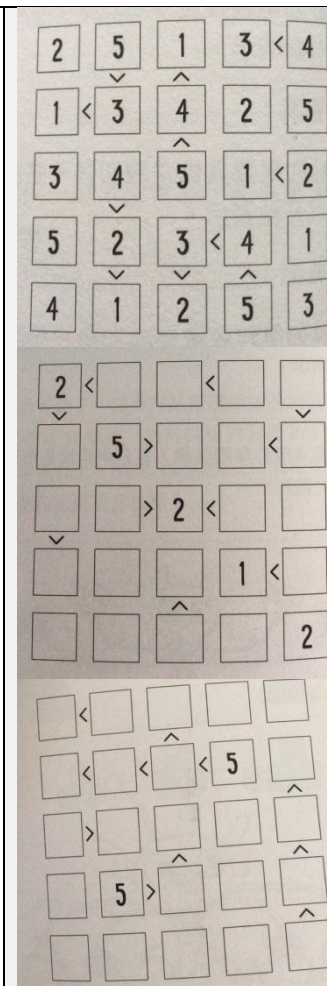 2 5 1 3 < 4
∨ ∧
1 < 3 4 2 5
∧
3 4 5 1 < 2
∨
5 2 3 < 4 1
∨ ∨ ∧
4 1 2 5 3
2 < <
∨ ∨
5 > <
> 2 <
∨
1 <
∧
2
<
∧
< < < 5
∧
>
∧ ∧
5 >
∧